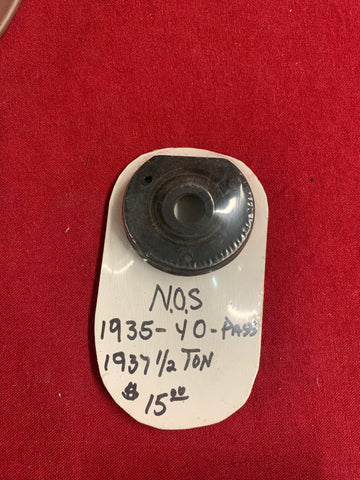 N.O.S
1935-40-PASS
1937 1/2 TON
$ 15.00